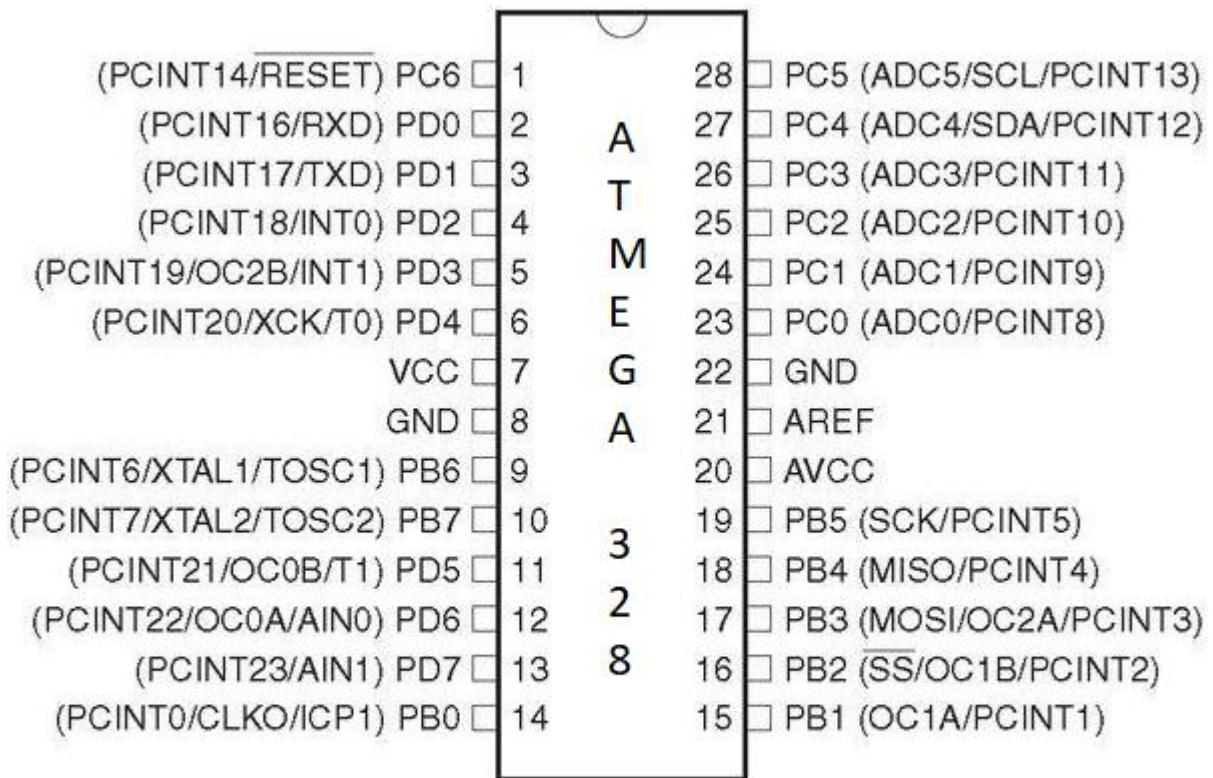 (PCINT14/RESET) PC6 1
(PCINT16/RXD) PD0 2
(PCINT17/TXD) PD1 3
(PCINT18/INT0) PD2 4
(PCINT19/OC2B/INT1) PD3 5
(PCINT20/XCK/T0) PD4 6
VCC 7
GND 8
(PCINT6/XTAL1/TOSC1) PB6 9
(PCINT7/XTAL2/TOSC2) PB7 10
(PCINT21/OC0B/T1) PD5 11
(PCINT22/OC0A/AIN0) PD6 12
(PCINT23/AIN1) PD7 13
(PCINT0/CLKO/ICP1) PB0 14
ATMEGA 328
28 PC5 (ADC5/SCL/PCINT13)
27 PC4 (ADC4/SDA/PCINT12)
26 PC3 (ADC3/PCINT11)
25 PC2 (ADC2/PCINT10)
24 PC1 (ADC1/PCINT9)
23 PC0 (ADC0/PCINT8)
22 GND
21 AREF
20 AVCC
19 PB5 (SCK/PCINT5)
18 PB4 (MISO/PCINT4)
17 PB3 (MOSI/OC2A/PCINT3)
16 PB2 (SS/OC1B/PCINT2)
15 PB1 (OC1A/PCINT1)